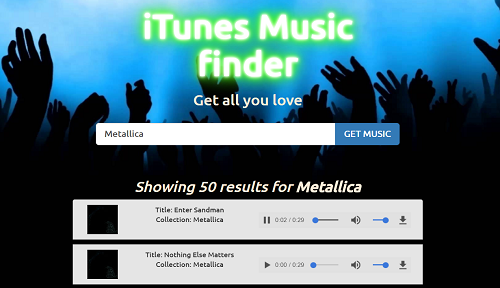 iTunes Music
finder
Get all you love
Metallica
GET MUSIC
Showing 50 results for Metallica
Title: Enter Sandman
Collection: Metallica
0:02 / 0:29
Title: Nothing Else Matters
Collection: Metallica
0:00 / 0:29